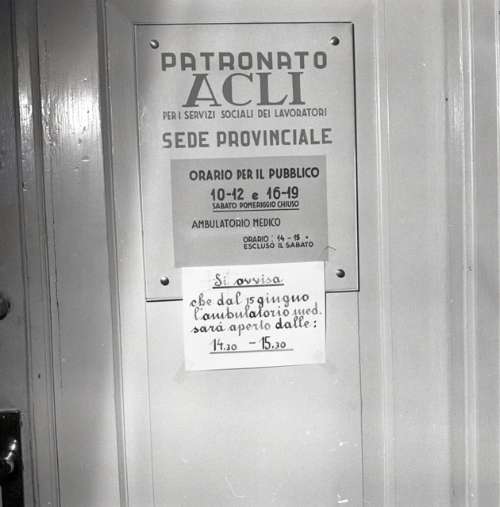 PATRONATO
ACLI
PER I SERVIZI SOCIALI DEI LAVORATORI
SEDE PROVINCIALE
ORARIO PER IL PUBBLICO
10-12 e 16-19
SABATO POMERIGGIO CHIUSO
AMBULATORIO MEDICO
ORARIO: 14-15
ESCLUSO IL SABATO
Si avvisa
che dal 15 giugno
l'ambulatorio med.
sarà aperto dalle:
14.30 - 15.30